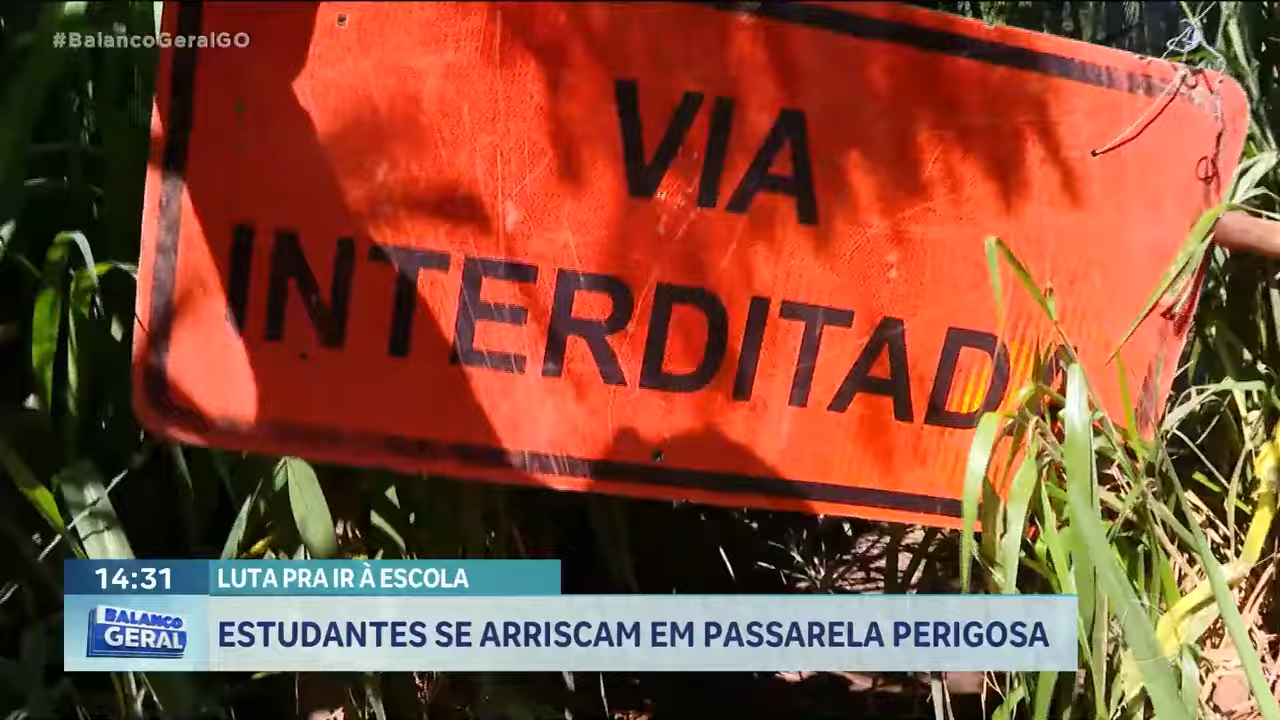 #BalancoGeralGO
VIA
INTERDITAD
14:31
LUTA PRA IR À ESCOLA
BALANÇO
GERAL
ESTUDANTES SE ARRISCAM EM PASSARELA PERIGOSA